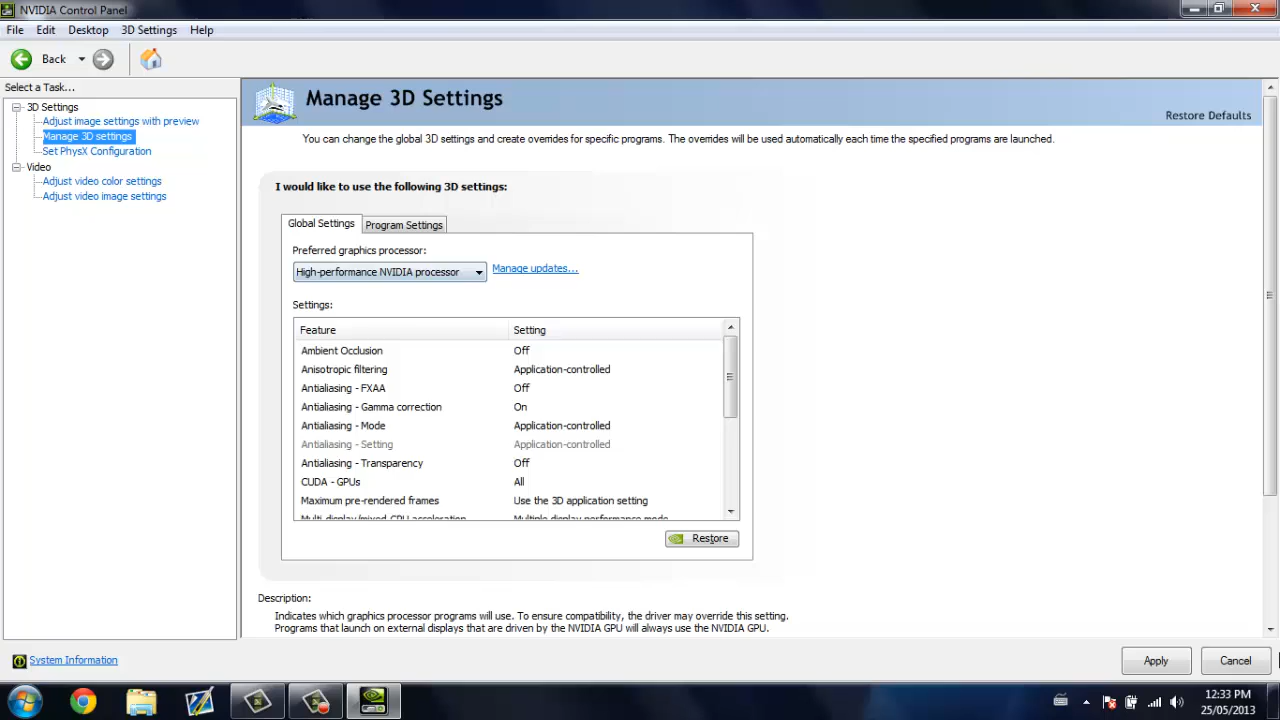 NVIDIA Control Panel
File Edit Desktop 3D Settings Help
Back
Select a Task...
3D Settings
Adjust image settings with preview
Manage 3D settings
Set PhysX Configuration
Video
Adjust video color settings
Adjust video image settings
System Information
Manage 3D Settings
Restore Defaults
You can change the global 3D settings and create overrides for specific programs. The overrides will be used automatically each time the specified programs are launched.
I would like to use the following 3D settings:
Global Settings Program Settings
Preferred graphics processor:
High-performance NVIDIA processor Manage updates...
Settings:
Feature Setting
Ambient Occlusion Off
Anisotropic filtering Application-controlled
Antialiasing - FXAA Off
Antialiasing - Gamma correction On
Antialiasing - Mode Application-controlled
Antialiasing - Setting Application-controlled
Antialiasing - Transparency Off
CUDA - GPUs All
Maximum pre-rendered frames Use the 3D application setting
Multi-display/mixed-GPU acceleration Multiple display performance mode
Restore
Description:
Indicates which graphics processor programs will use. To ensure compatibility, the driver may override this setting.
Programs that launch on external displays that are driven by the NVIDIA GPU will always use the NVIDIA GPU.
Apply Cancel
12:33 PM
25/05/2013